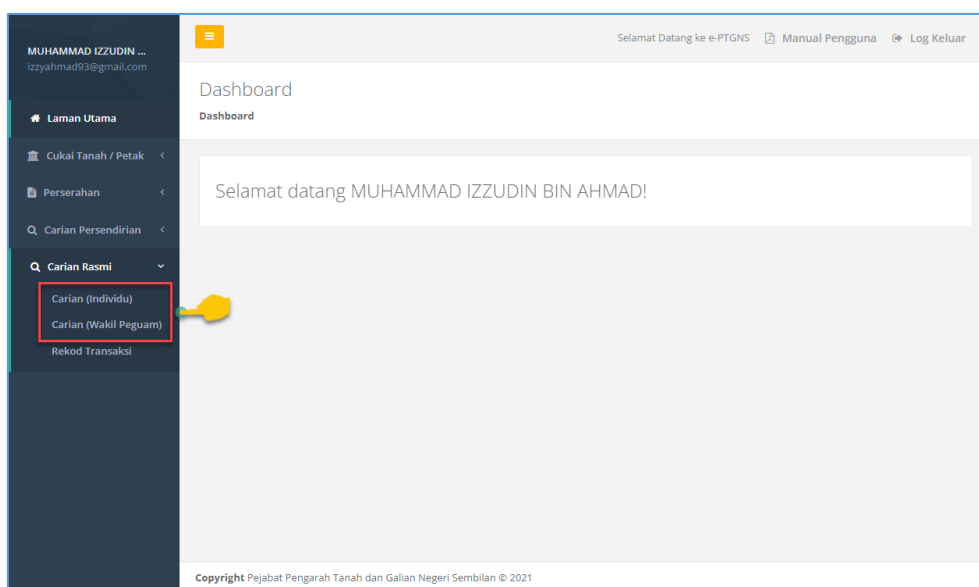 MUHAMMAD IZZUDIN ...
izzyahmad93@gmail.com
Laman Utama
Cukai Tanah / Petak
Perserahan
Carian Persendirian
Carian Rasmi
Carian (Individu)
Carian (Wakil Peguam)
Rekod Transaksi
Selamat Datang ke e-PTGNS Manual Pengguna Log Keluar
Dashboard
Dashboard
Selamat datang MUHAMMAD IZZUDIN BIN AHMAD!
Copyright Pejabat Pengarah Tanah dan Galian Negeri Sembilan © 2021